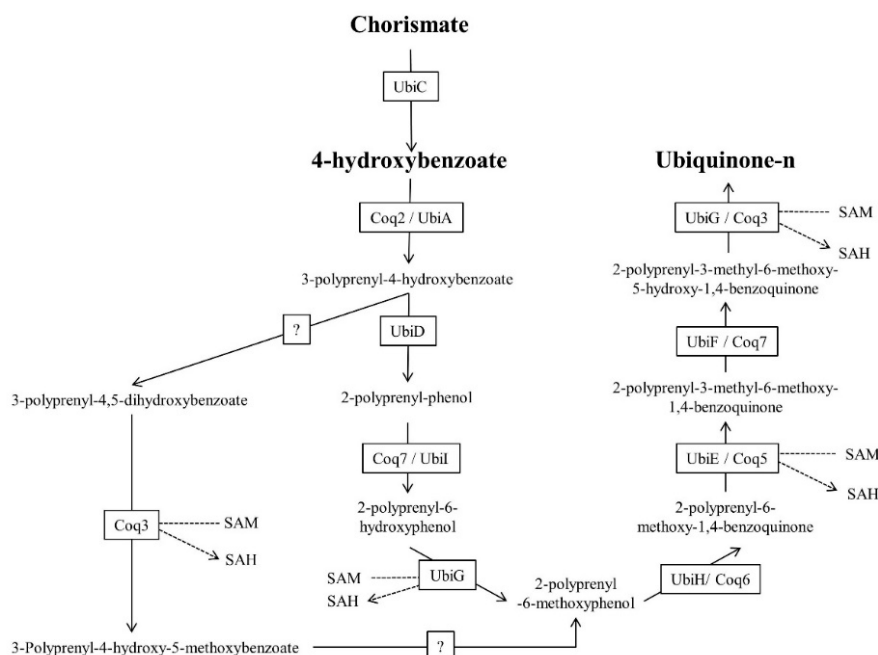 Chorismate
UbiC
4-hydroxybenzoate
Ubiquinone-n
Coq2 / UbiA
UbiG / Coq3
SAM
SAH
3-polyprenyl-4-hydroxybenzoate
2-polyprenyl-3-methyl-6-methoxy-
5-hydroxy-1,4-benzoquinone
?
UbiD
UbiF / Coq7
3-polyprenyl-4,5-dihydroxybenzoate
2-polyprenyl-phenol
2-polyprenyl-3-methyl-6-methoxy-
1,4-benzoquinone
Coq7 / UbiI
UbiE / Coq5
SAM
SAH
Coq3
SAM
SAH
2-polyprenyl-6-
hydroxyphenol
2-polyprenyl-6-
methoxy-1,4-benzoquinone
SAM
SAH
UbiG
2-polyprenyl
-6-methoxyphenol
UbiH/ Coq6
3-Polyprenyl-4-hydroxy-5-methoxybenzoate
?